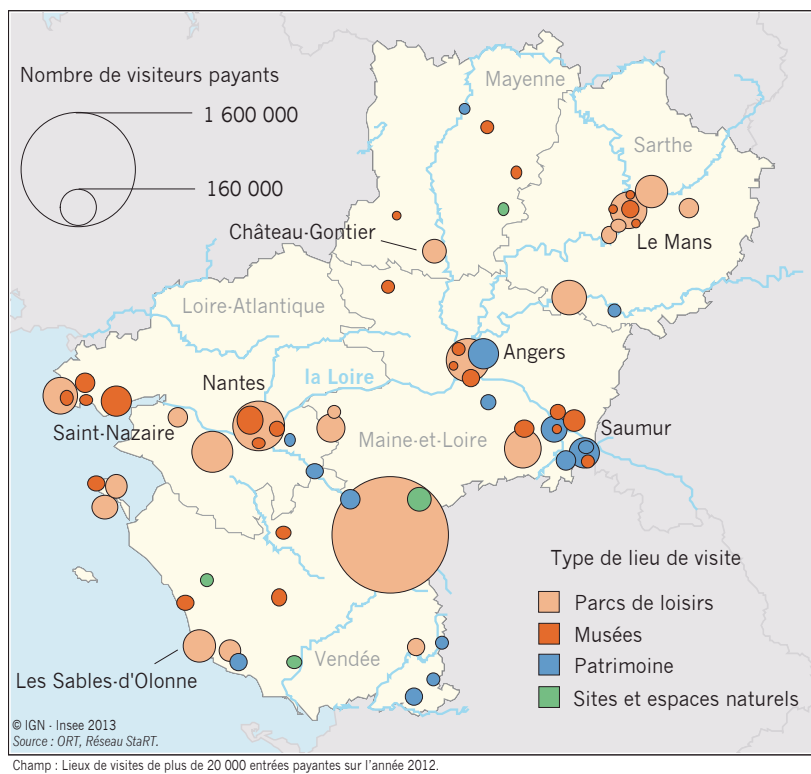 Nombre de visiteurs payants
1 600 000
160 000
Mayenne
Sarthe
Château-Gontier
Le Mans
Loire-Atlantique
Angers
la Loire
Nantes
Saint-Nazaire
Maine-et-Loire
Saumur
Type de lieu de visite
Parcs de loisirs
Musées
Patrimoine
Sites et espaces naturels
Vendée
Les Sables-d'Olonne
© IGN - Insee 2013
Source : ORT, Réseau StaRT.
Champ : Lieux de visites de plus de 20 000 entrées payantes sur l'année 2012.